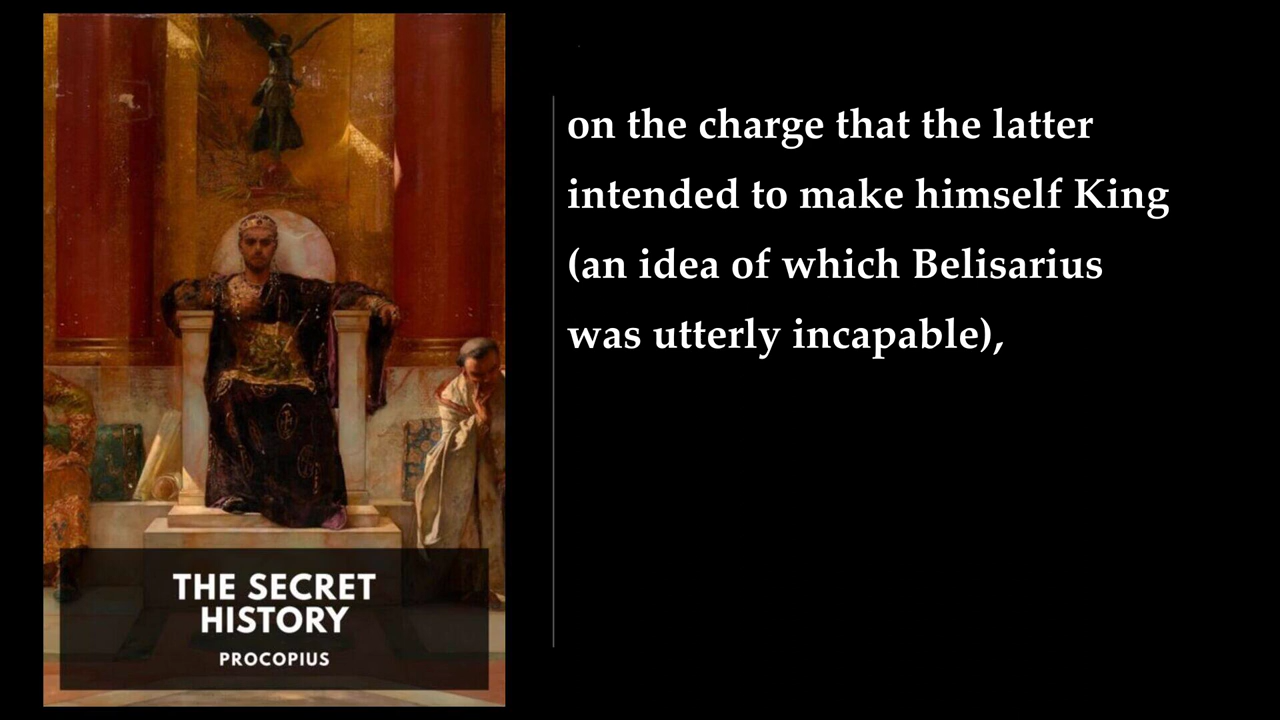 THE SECRET
HISTORY
PROCOPIUS
on the charge that the latter
intended to make himself King
(an idea of which Belisarius
was utterly incapable),